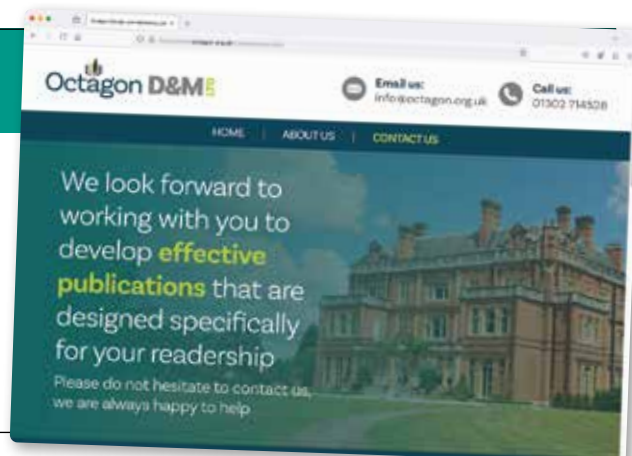 Octagon D&M LTD
Email us:
info@octagon.org.uk
Call us:
01302 714528
HOME | ABOUT US | CONTACT US
We look forward to
working with you to
develop effective
publications that are
designed specifically
for your readership
Please do not hesitate to contact us,
we are always happy to help